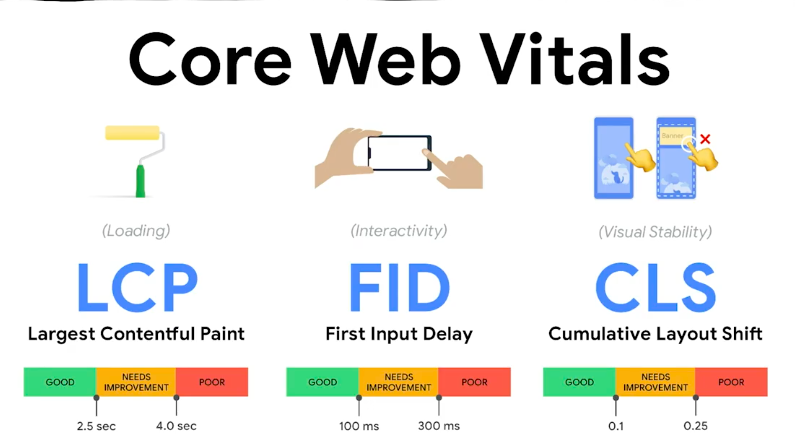 Core Web Vitals
Banner
(Loading)
(Interactivity)
(Visual Stability)
LCP
FID
CLS
Largest Contentful Paint
First Input Delay
Cumulative Layout Shift
GOOD
NEEDS
IMPROVEMENT
POOR
GOOD
NEEDS
IMPROVEMENT
POOR
GOOD
NEEDS
IMPROVEMENT
POOR
2.5 sec
4.0 sec
100 ms
300 ms
0.1
0.25